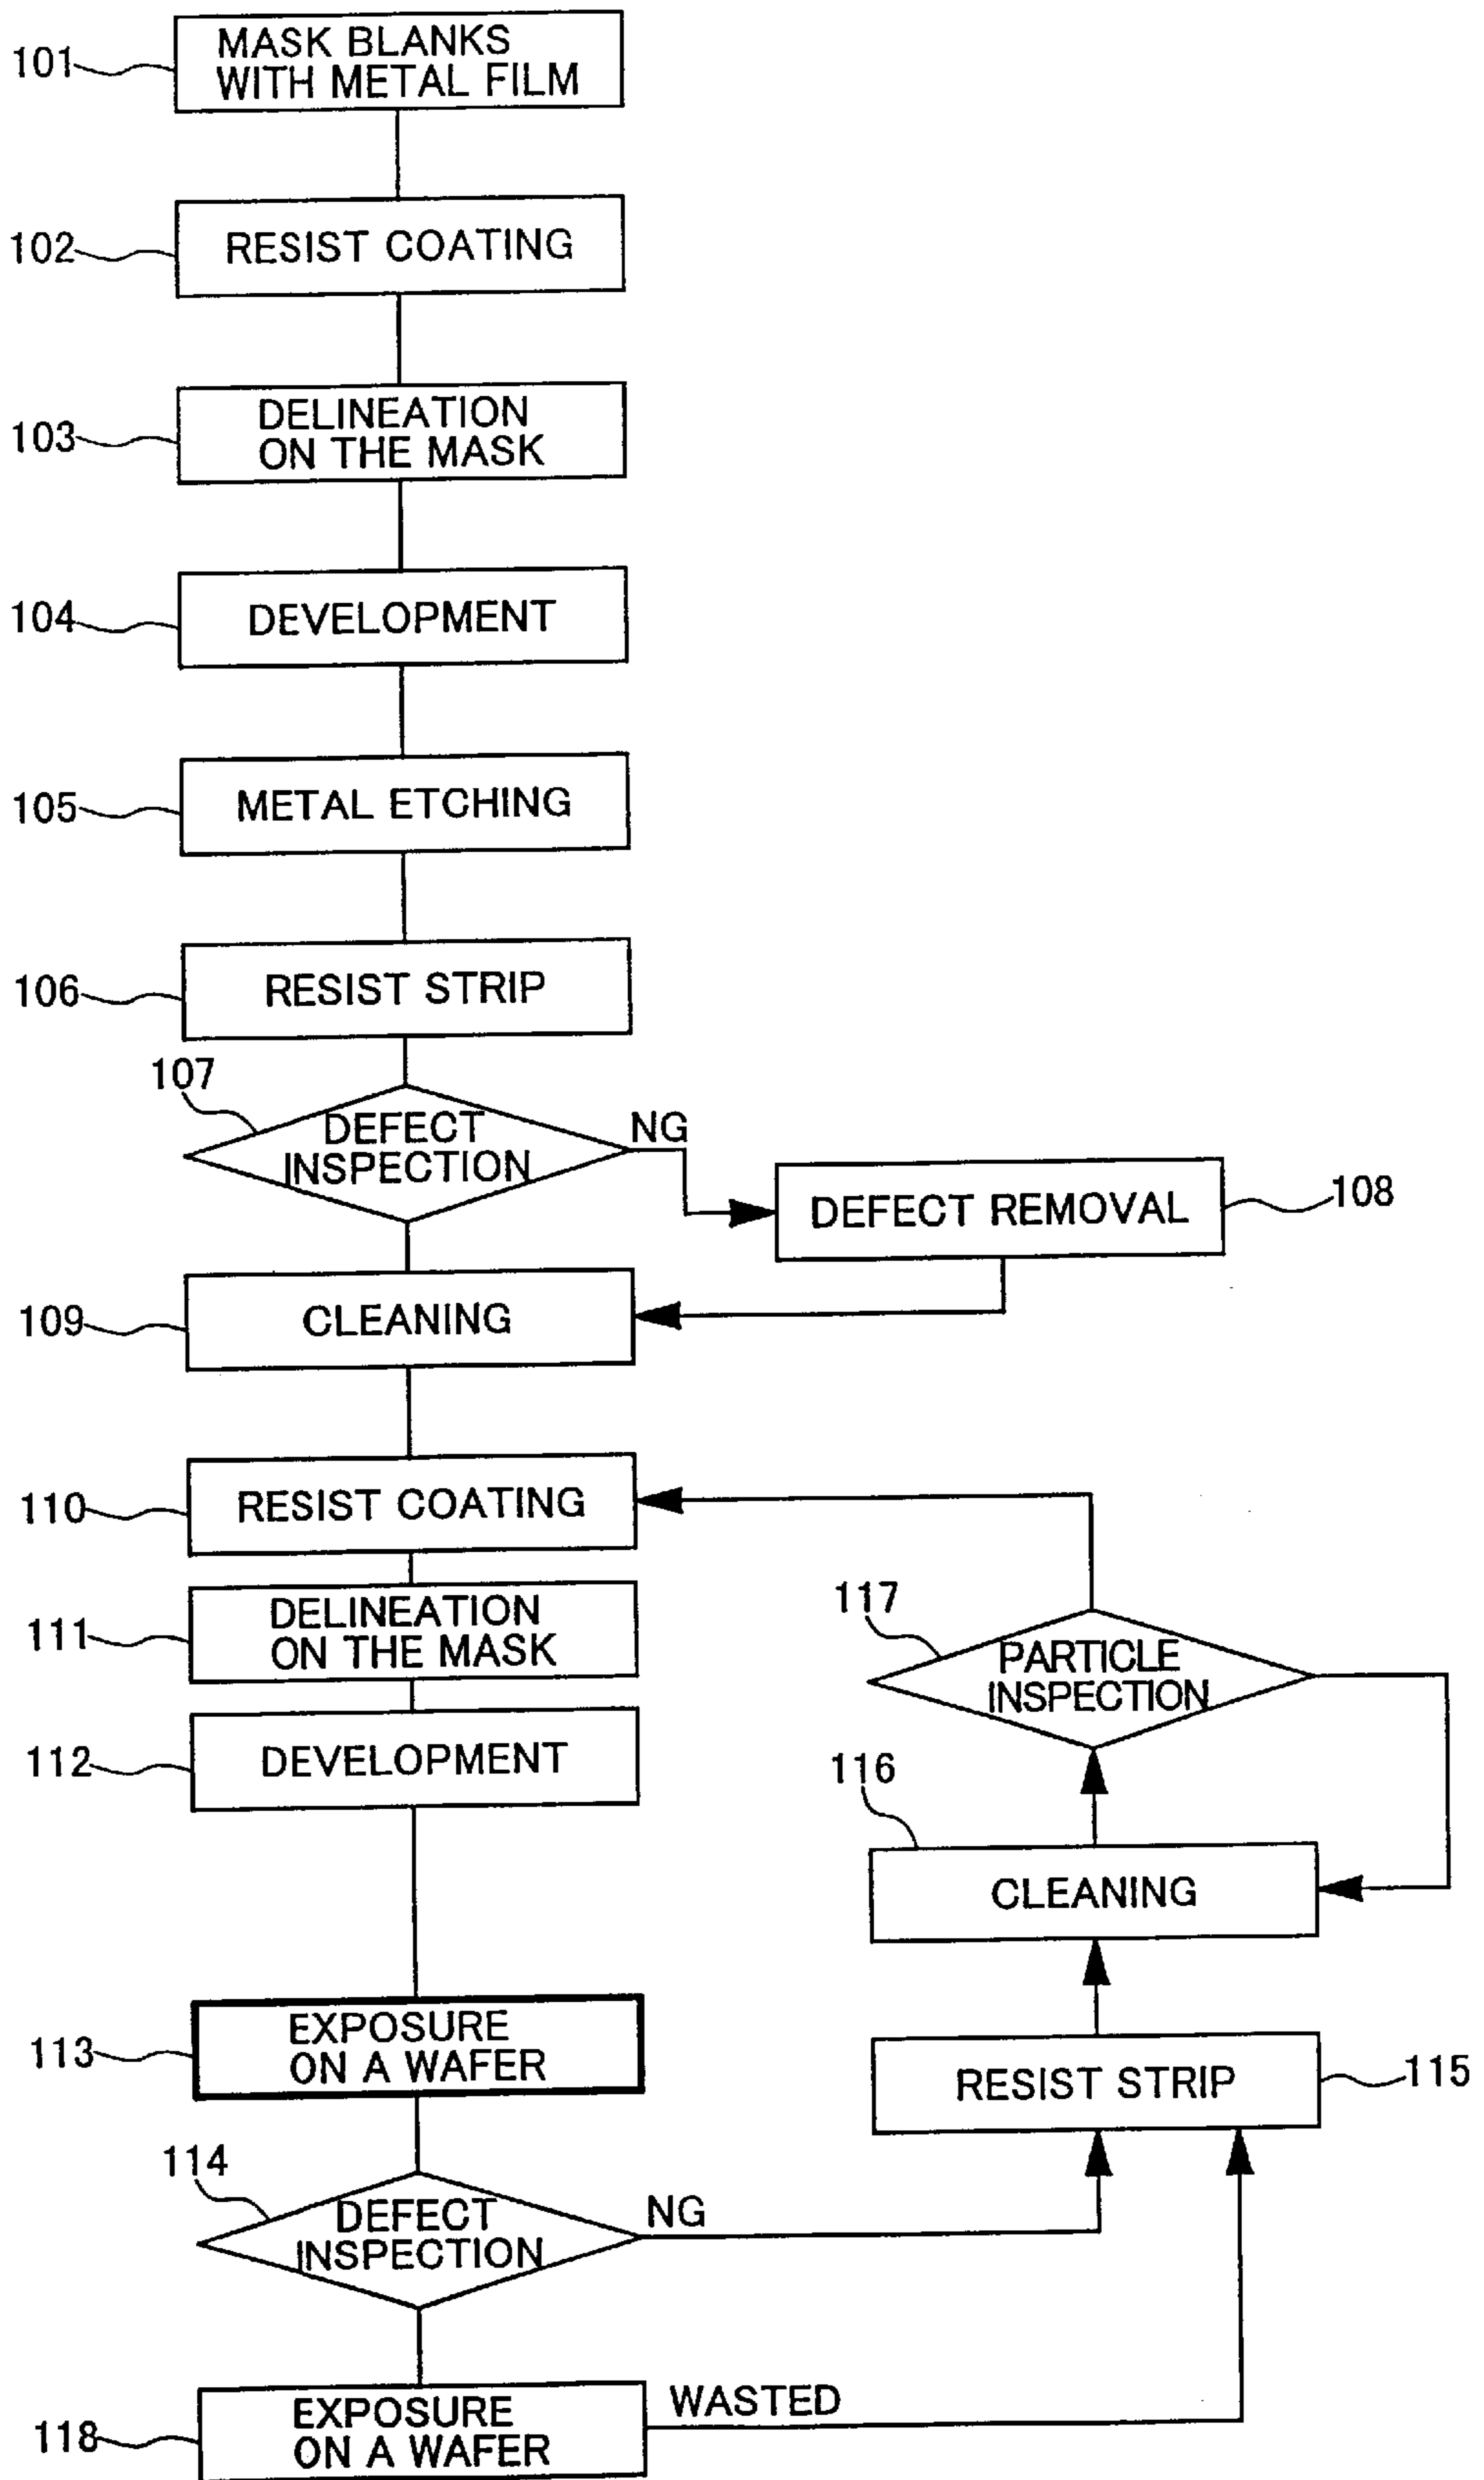 101
MASK BLANKS
WITH METAL FILM
102
RESIST COATING
103
DELINEATION
ON THE MASK
104
DEVELOPMENT
105
METAL ETCHING
106
RESIST STRIP
107
DEFECT
INSPECTION
NG
DEFECT REMOVAL
108
109
CLEANING
110
RESIST COATING
111
DELINEATION
ON THE MASK
112
DEVELOPMENT
117
PARTICLE
INSPECTION
116
CLEANING
113
EXPOSURE
ON A WAFER
RESIST STRIP
115
114
DEFECT
INSPECTION
NG
118
EXPOSURE
ON A WAFER
WASTED